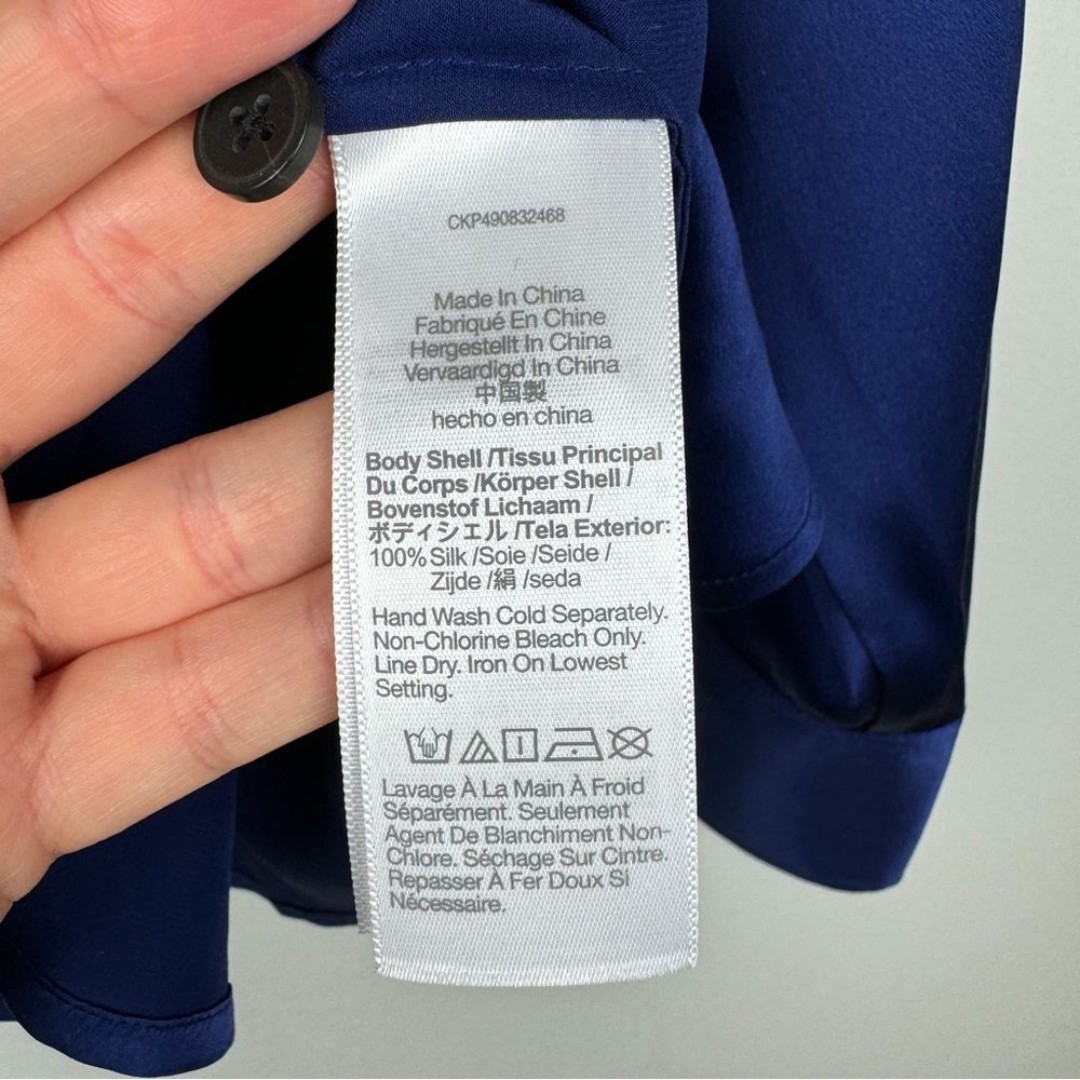 CKP490832468
Made In China
Fabriqué En Chine
Hergestellt In China
Vervaardigd In China
中国製
hecho en china
Body Shell /Tissu Principal
Du Corps /Körper Shell /
Bovenstof Lichaam /
ボディシェル /Tela Exterior:
100% Silk /Soie /Seide /
Zijde /絹 /seda
Hand Wash Cold Separately.
Non-Chlorine Bleach Only.
Line Dry. Iron On Lowest
Setting.
Lavage À La Main À Froid
Séparément. Seulement
Agent De Blanchiment Non-
Chlore. Séchage Sur Cintre.
Repasser À Fer Doux Si
Nécessaire.